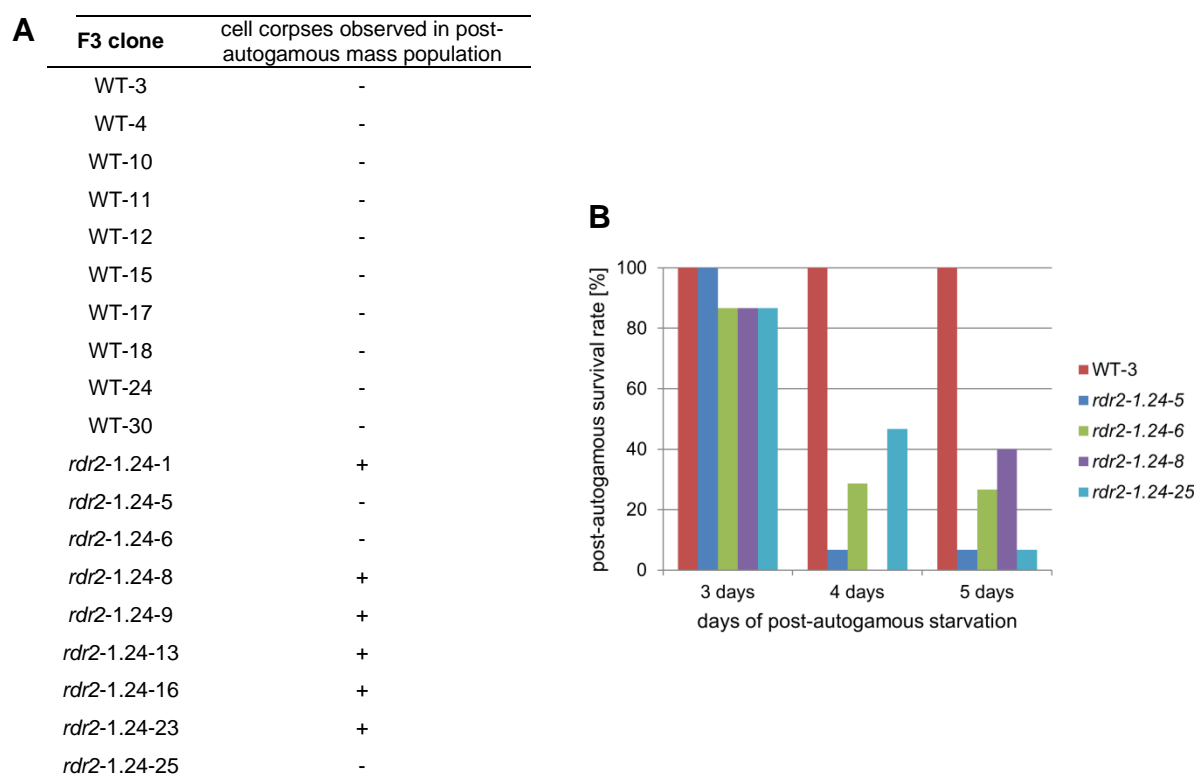 A
F3 clone cell corpses observed in post-
autogamous mass population
WT-3 -
WT-4 -
WT-10 -
WT-11 -
WT-12 -
WT-15 -
WT-17 -
WT-18 -
WT-24 -
WT-30 -
rdr2-1.24-1 +
rdr2-1.24-5 -
rdr2-1.24-6 -
rdr2-1.24-8 +
rdr2-1.24-9 +
rdr2-1.24-13 +
rdr2-1.24-16 +
rdr2-1.24-23 +
rdr2-1.24-25 -
B
post-autogamous survival rate [%]
100
80
60
40
20
0
3 days 4 days 5 days
days of post-autogamous starvation
WT-3
rdr2-1.24-5
rdr2-1.24-6
rdr2-1.24-8
rdr2-1.24-25